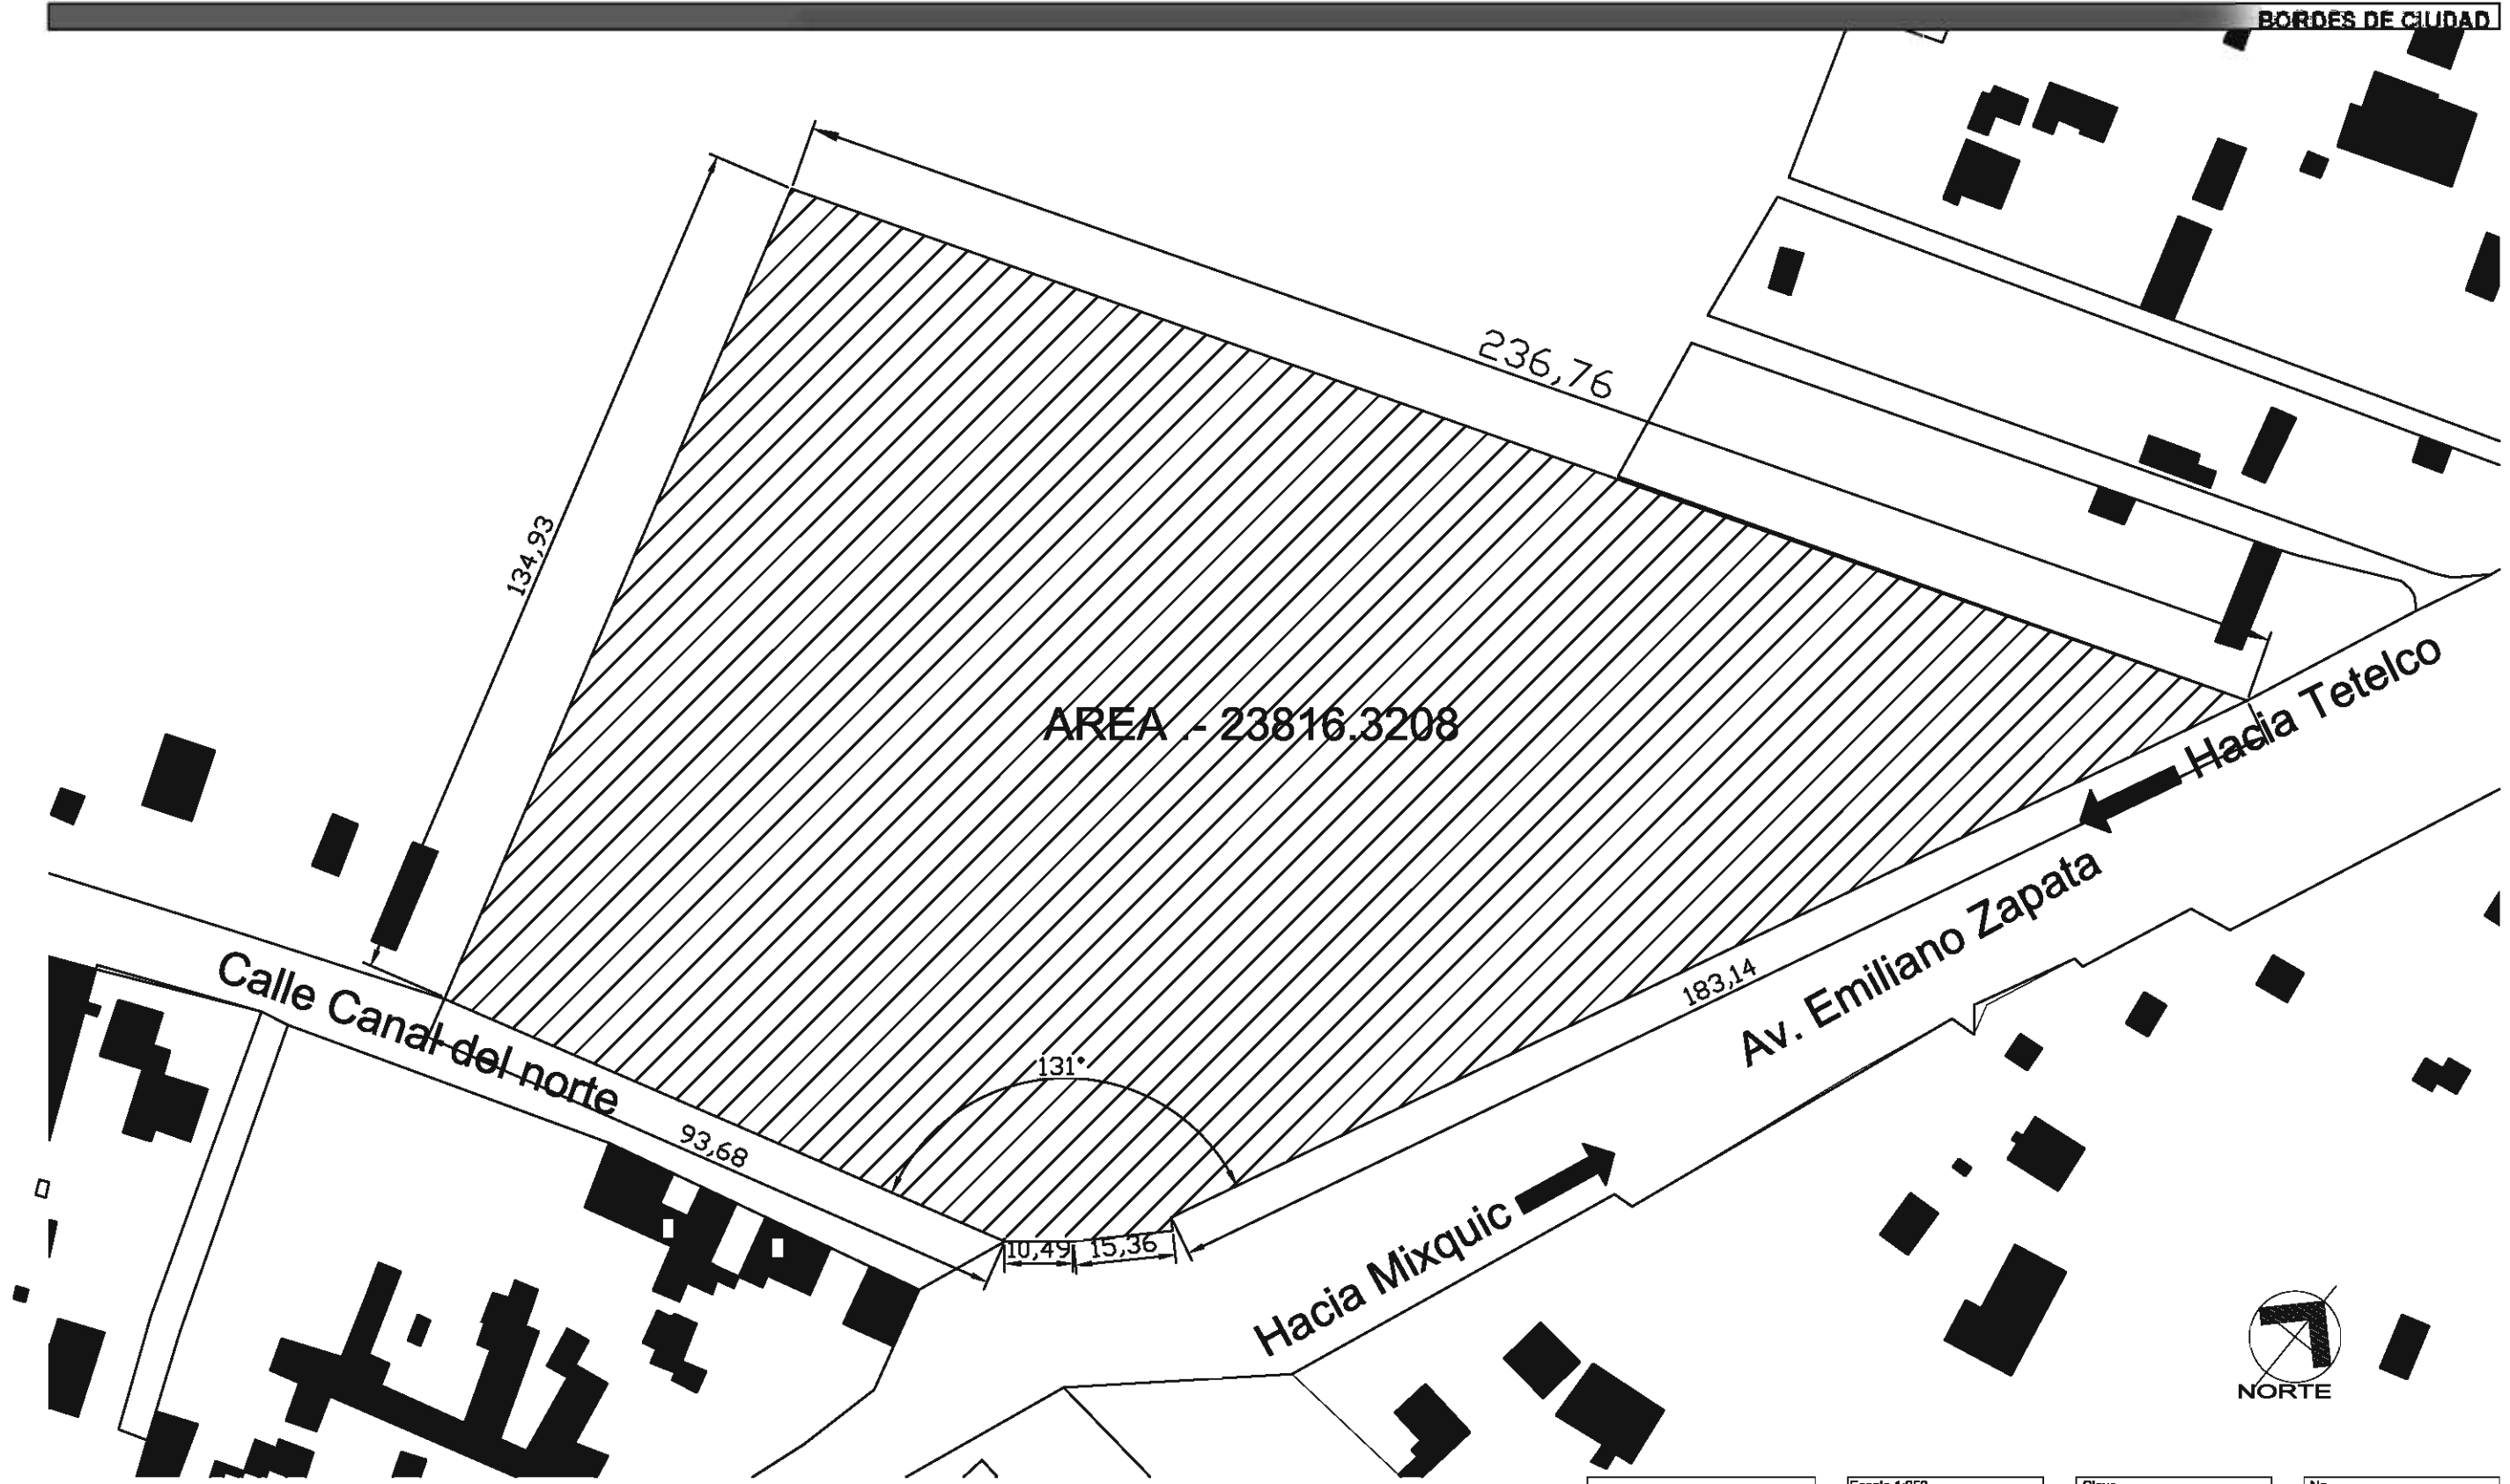 BORDES DE CIUDAD
236,76
134,93
AREA .- 23816.3208
Hacia Tetelco
Av. Emiliano Zapata
183,14
Calle Canal del norte
131°
93,68
10,49
15,36
Hacia Mixquic
NORTE